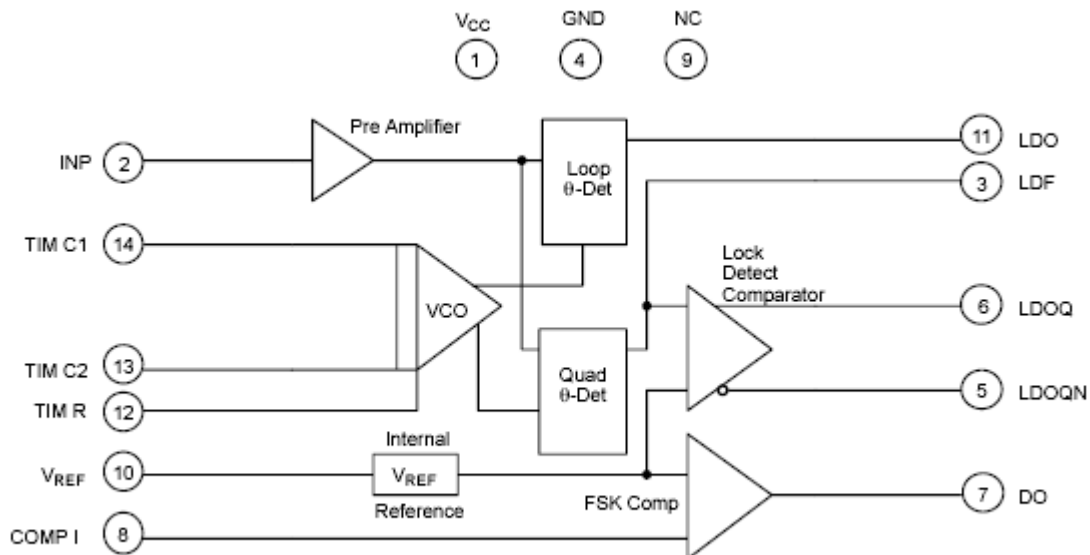 VCC
GND
NC
1
4
9
Pre Amplifier
INP
2
Loop
θ-Det
11
LDO
3
LDF
TIM C1
14
Lock
Detect
Comparator
VCO
6
LDOQ
TIM C2
13
Quad
θ-Det
5
LDOQN
TIM R
12
Internal
VREF
10
VREF
Reference
FSK Comp
7
DO
COMP I
8